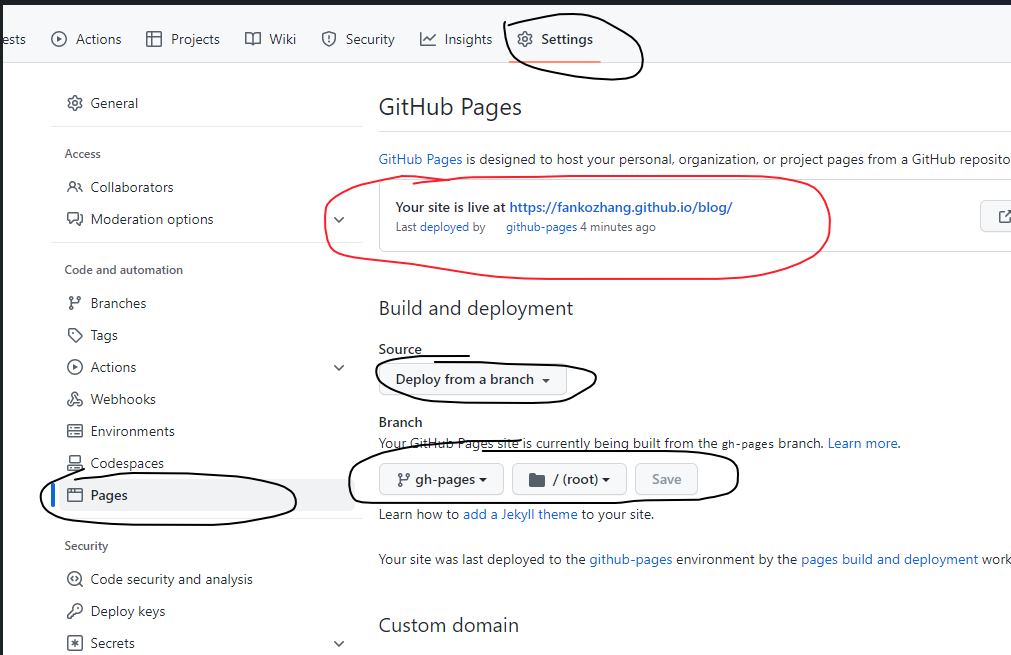 ests Actions Projects Wiki Security Insights Settings
General
Access
Collaborators
Moderation options
Code and automation
Branches
Tags
Actions
Webhooks
Environments
Codespaces
Pages
Security
Code security and analysis
Deploy keys
Secrets
GitHub Pages
GitHub Pages is designed to host your personal, organization, or project pages from a GitHub reposito
Your site is live at https://fankozhang.github.io/blog/
Last deployed by github-pages 4 minutes ago
Build and deployment
Source
Deploy from a branch
Branch
Your GitHub Pages site is currently being built from the gh-pages branch. Learn more.
gh-pages / (root) Save
Learn how to add a Jekyll theme to your site.
Your site was last deployed to the github-pages environment by the pages build and deployment work
Custom domain